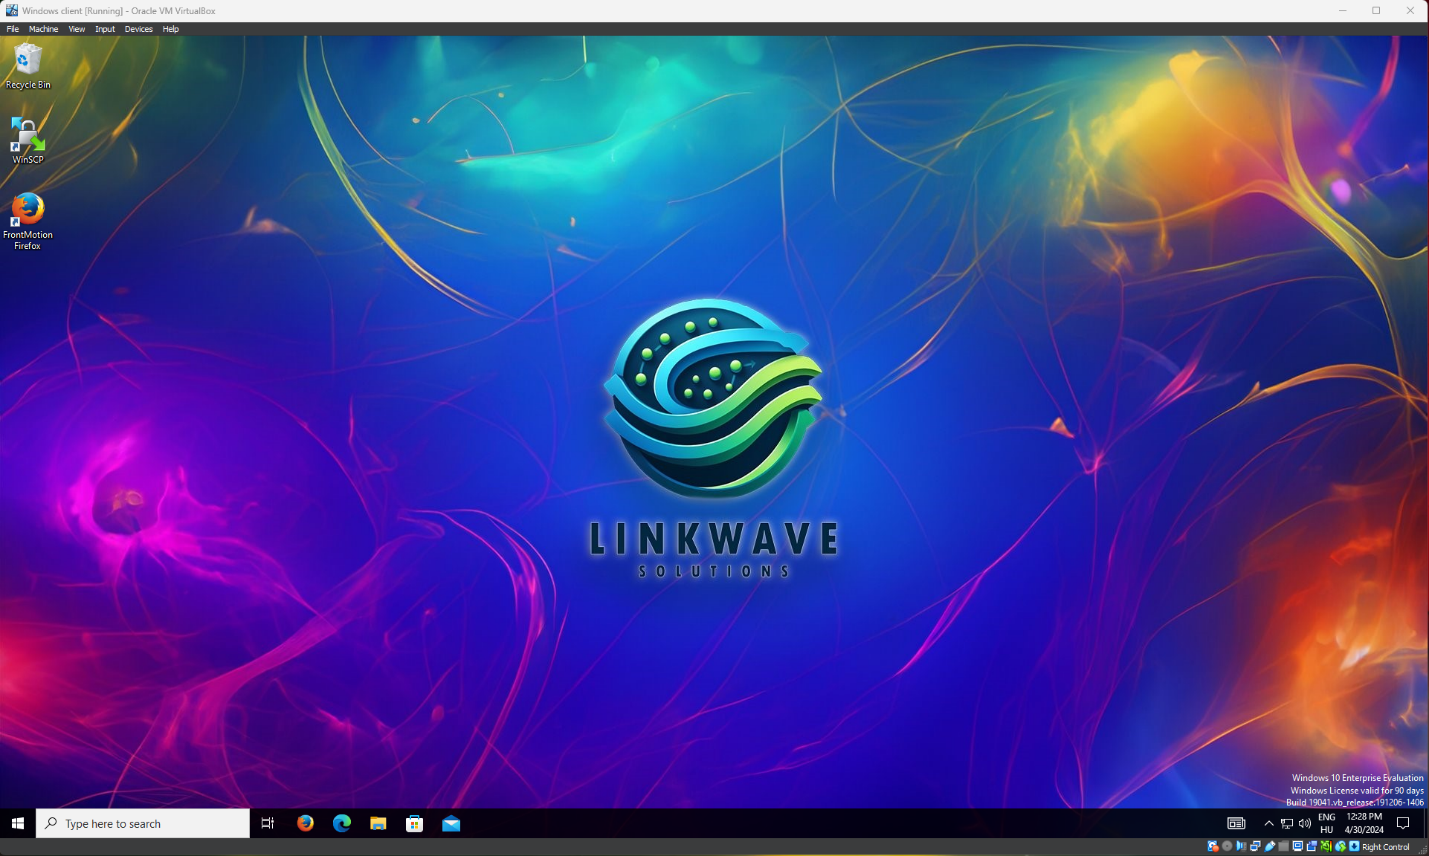 Windows client [Running] - Oracle VM VirtualBox
File Machine View Input Devices Help
Recycle Bin
WinSCP
FrontMotion
Firefox
LINKWAVE
SOLUTIONS
Windows 10 Enterprise Evaluation
Windows License valid for 90 days
Build 19041.vb_release.191206-1406
Type here to search
ENG
HU
12:28 PM
4/30/2024
Right Control